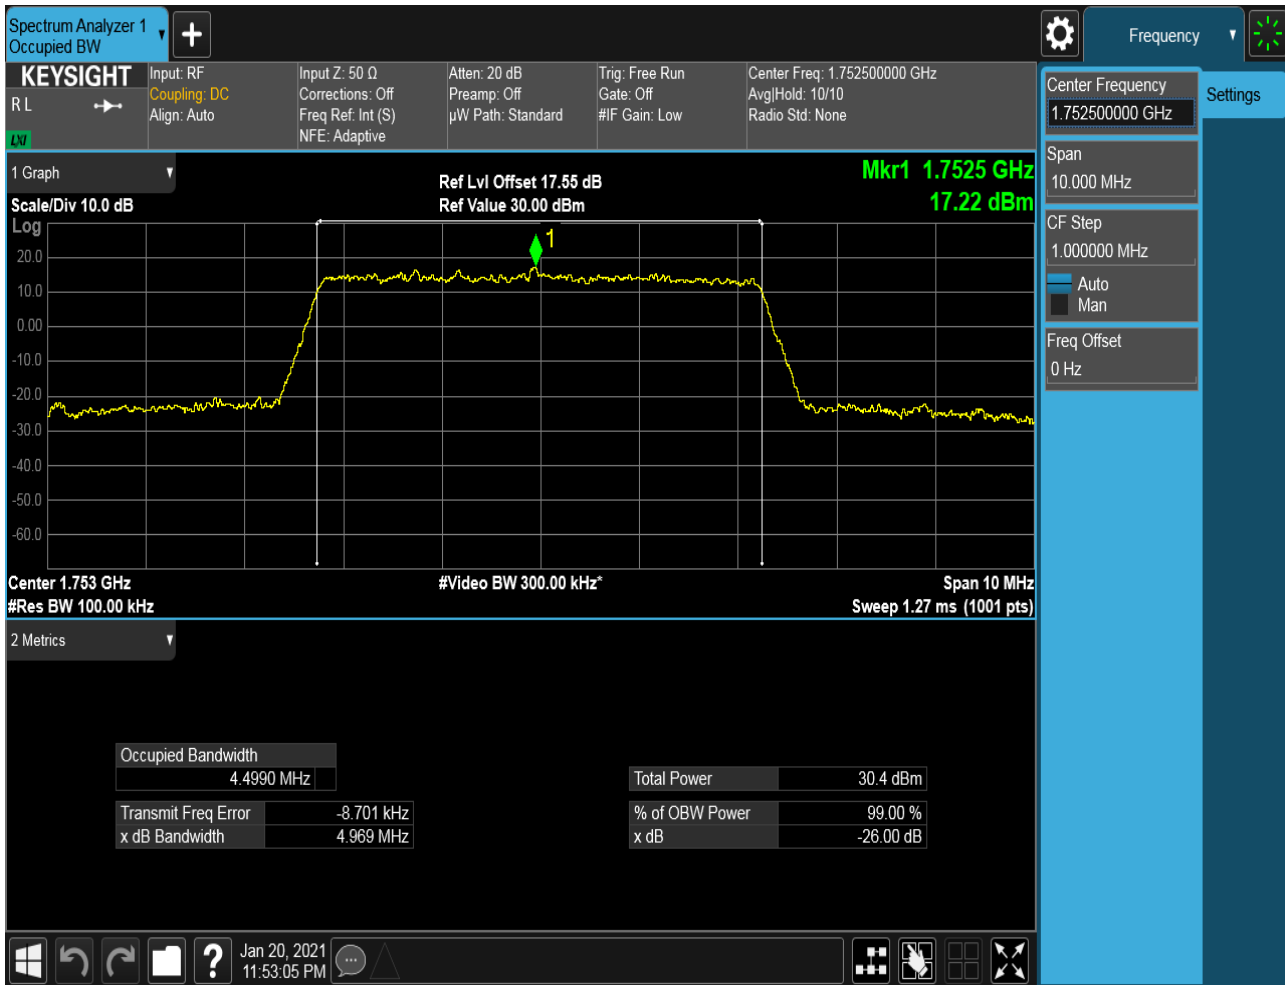 Spectrum Analyzer 1
Occupied BW
Frequency
KEYSIGHT
R L
LXI
Input: RF
Coupling: DC
Align: Auto
Input Z: 50 Ω
Corrections: Off
Freq Ref: Int (S)
NFE: Adaptive
Atten: 20 dB
Preamp: Off
µW Path: Standard
Trig: Free Run
Gate: Off
#IF Gain: Low
Center Freq: 1.752500000 GHz
Avg|Hold: 10/10
Radio Std: None
Center Frequency
1.752500000 GHz
Settings
Span
10.000 MHz
CF Step
1.000000 MHz
Auto
Man
Freq Offset
0 Hz
1 Graph
Scale/Div 10.0 dB
Ref Lvl Offset 17.55 dB
Ref Value 30.00 dBm
Mkr1 1.7525 GHz
17.22 dBm
Log
1
20.0
10.0
0.00
-10.0
-20.0
-30.0
-40.0
-50.0
-60.0
Center 1.753 GHz
#Video BW 300.00 kHz*
Span 10 MHz
#Res BW 100.00 kHz
Sweep 1.27 ms (1001 pts)
2 Metrics
Occupied Bandwidth
4.4990 MHz
Total Power 30.4 dBm
Transmit Freq Error -8.701 kHz
% of OBW Power 99.00 %
x dB Bandwidth 4.969 MHz
x dB -26.00 dB
?
Jan 20, 2021
11:53:05 PM